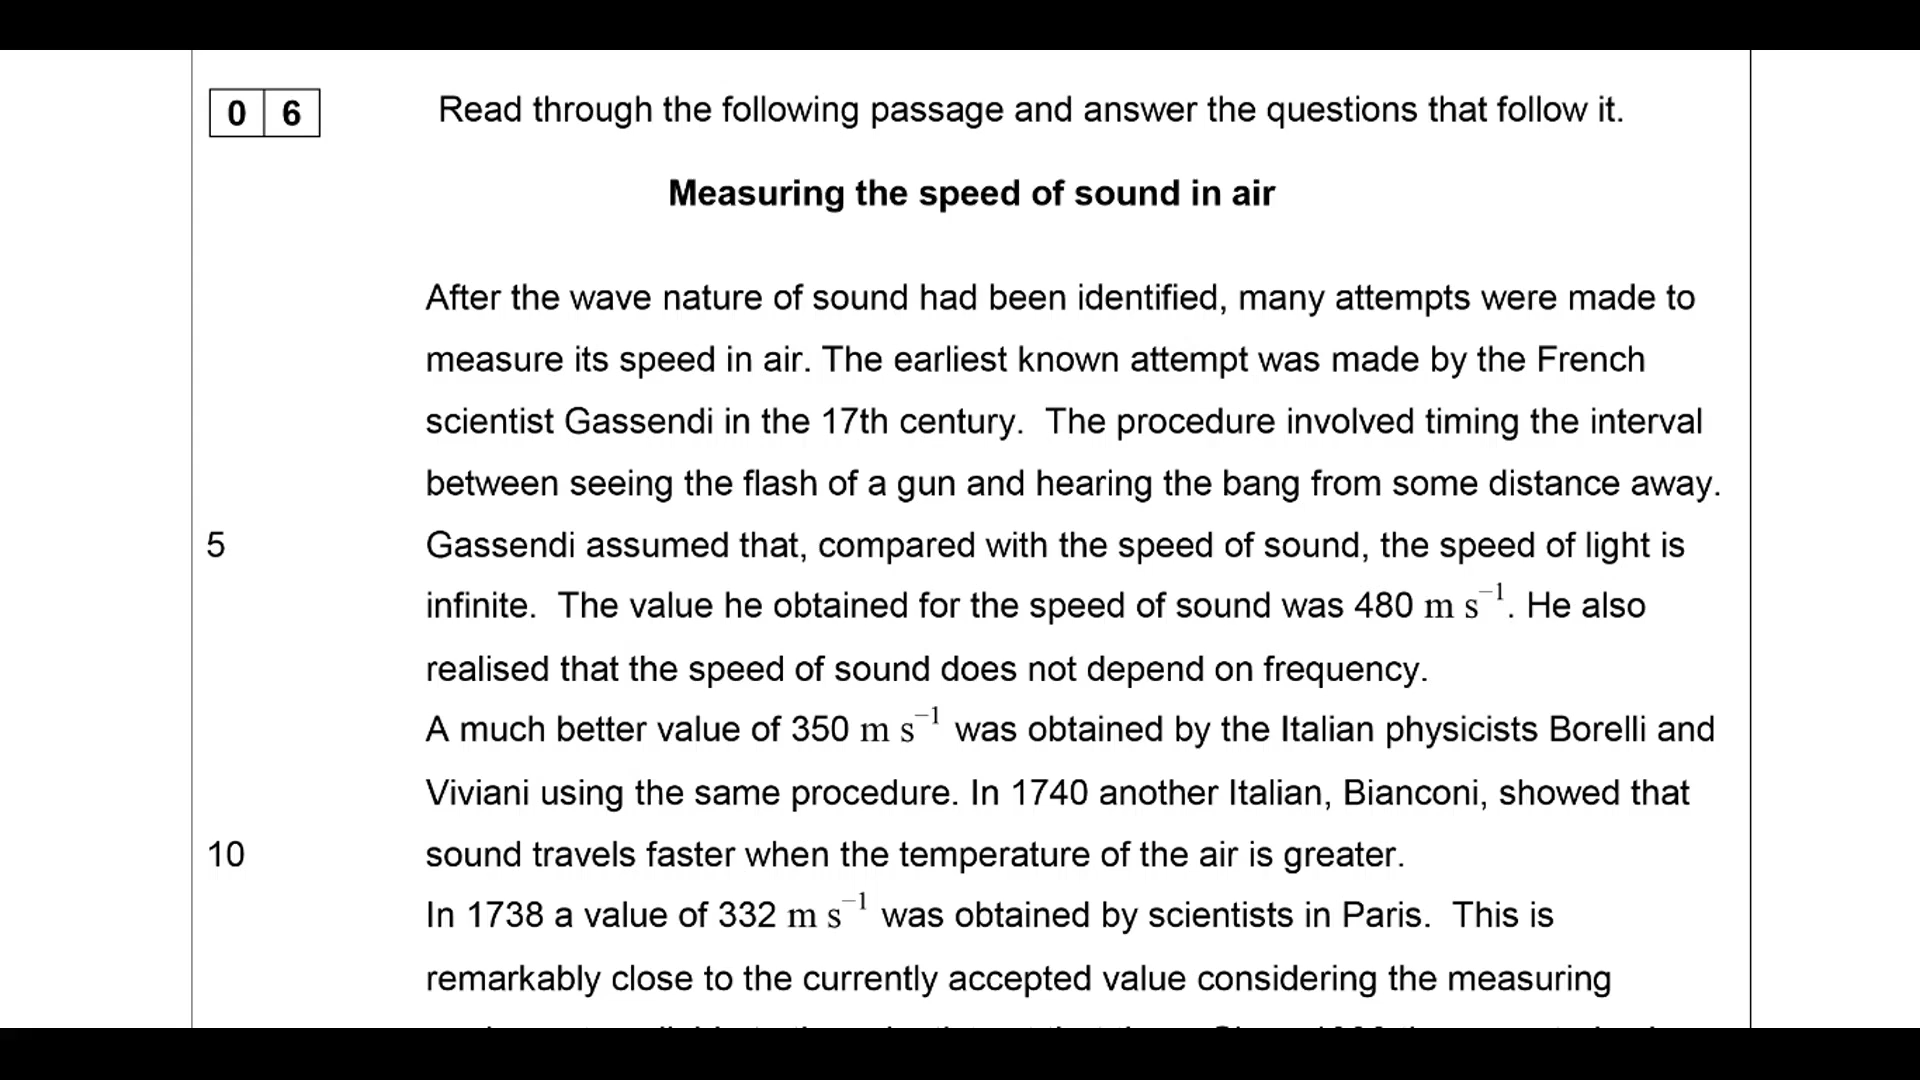 0 6 Read through the following passage and answer the questions that follow it.
Measuring the speed of sound in air
After the wave nature of sound had been identified, many attempts were made to
measure its speed in air. The earliest known attempt was made by the French
scientist Gassendi in the 17th century. The procedure involved timing the interval
between seeing the flash of a gun and hearing the bang from some distance away.
5 Gassendi assumed that, compared with the speed of sound, the speed of light is
infinite. The value he obtained for the speed of sound was 480 m s⁻¹. He also
realised that the speed of sound does not depend on frequency.
A much better value of 350 m s⁻¹ was obtained by the Italian physicists Borelli and
Viviani using the same procedure. In 1740 another Italian, Bianconi, showed that
10 sound travels faster when the temperature of the air is greater.
In 1738 a value of 332 m s⁻¹ was obtained by scientists in Paris. This is
remarkably close to the currently accepted value considering the measuring